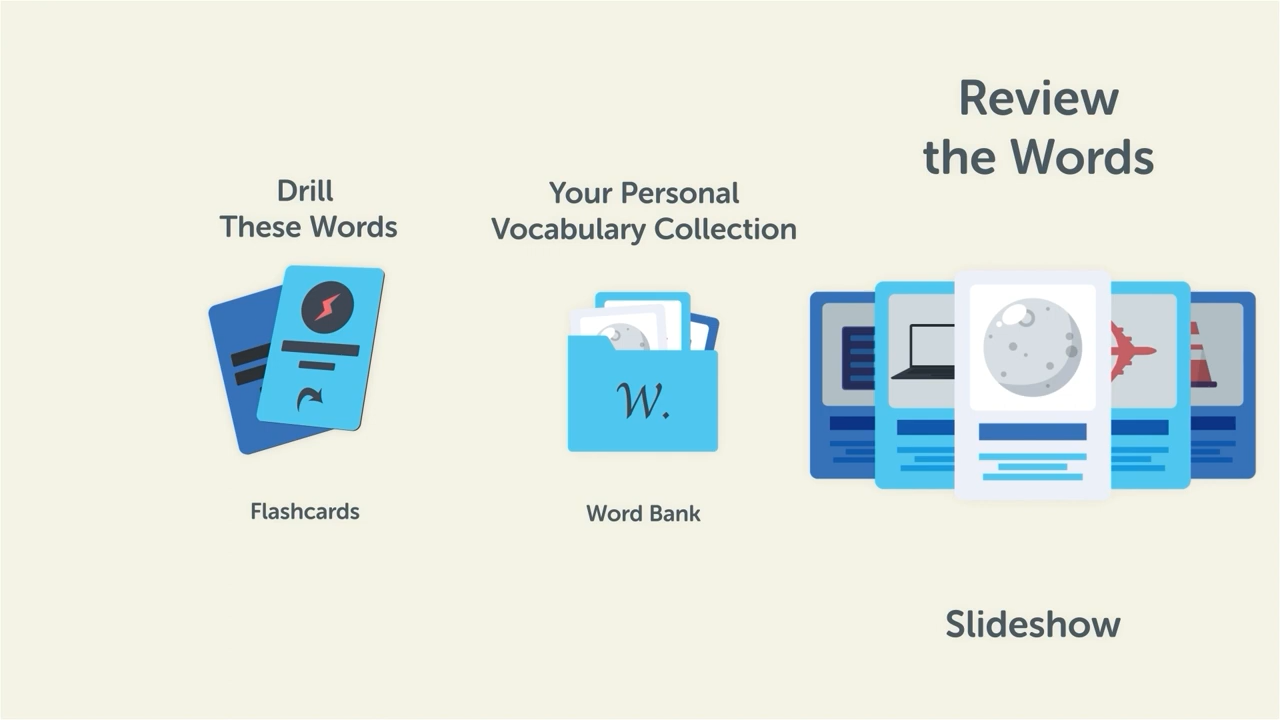 Drill
These Words
Flashcards
Your Personal
Vocabulary Collection
W.
Word Bank
Review
the Words
Slideshow